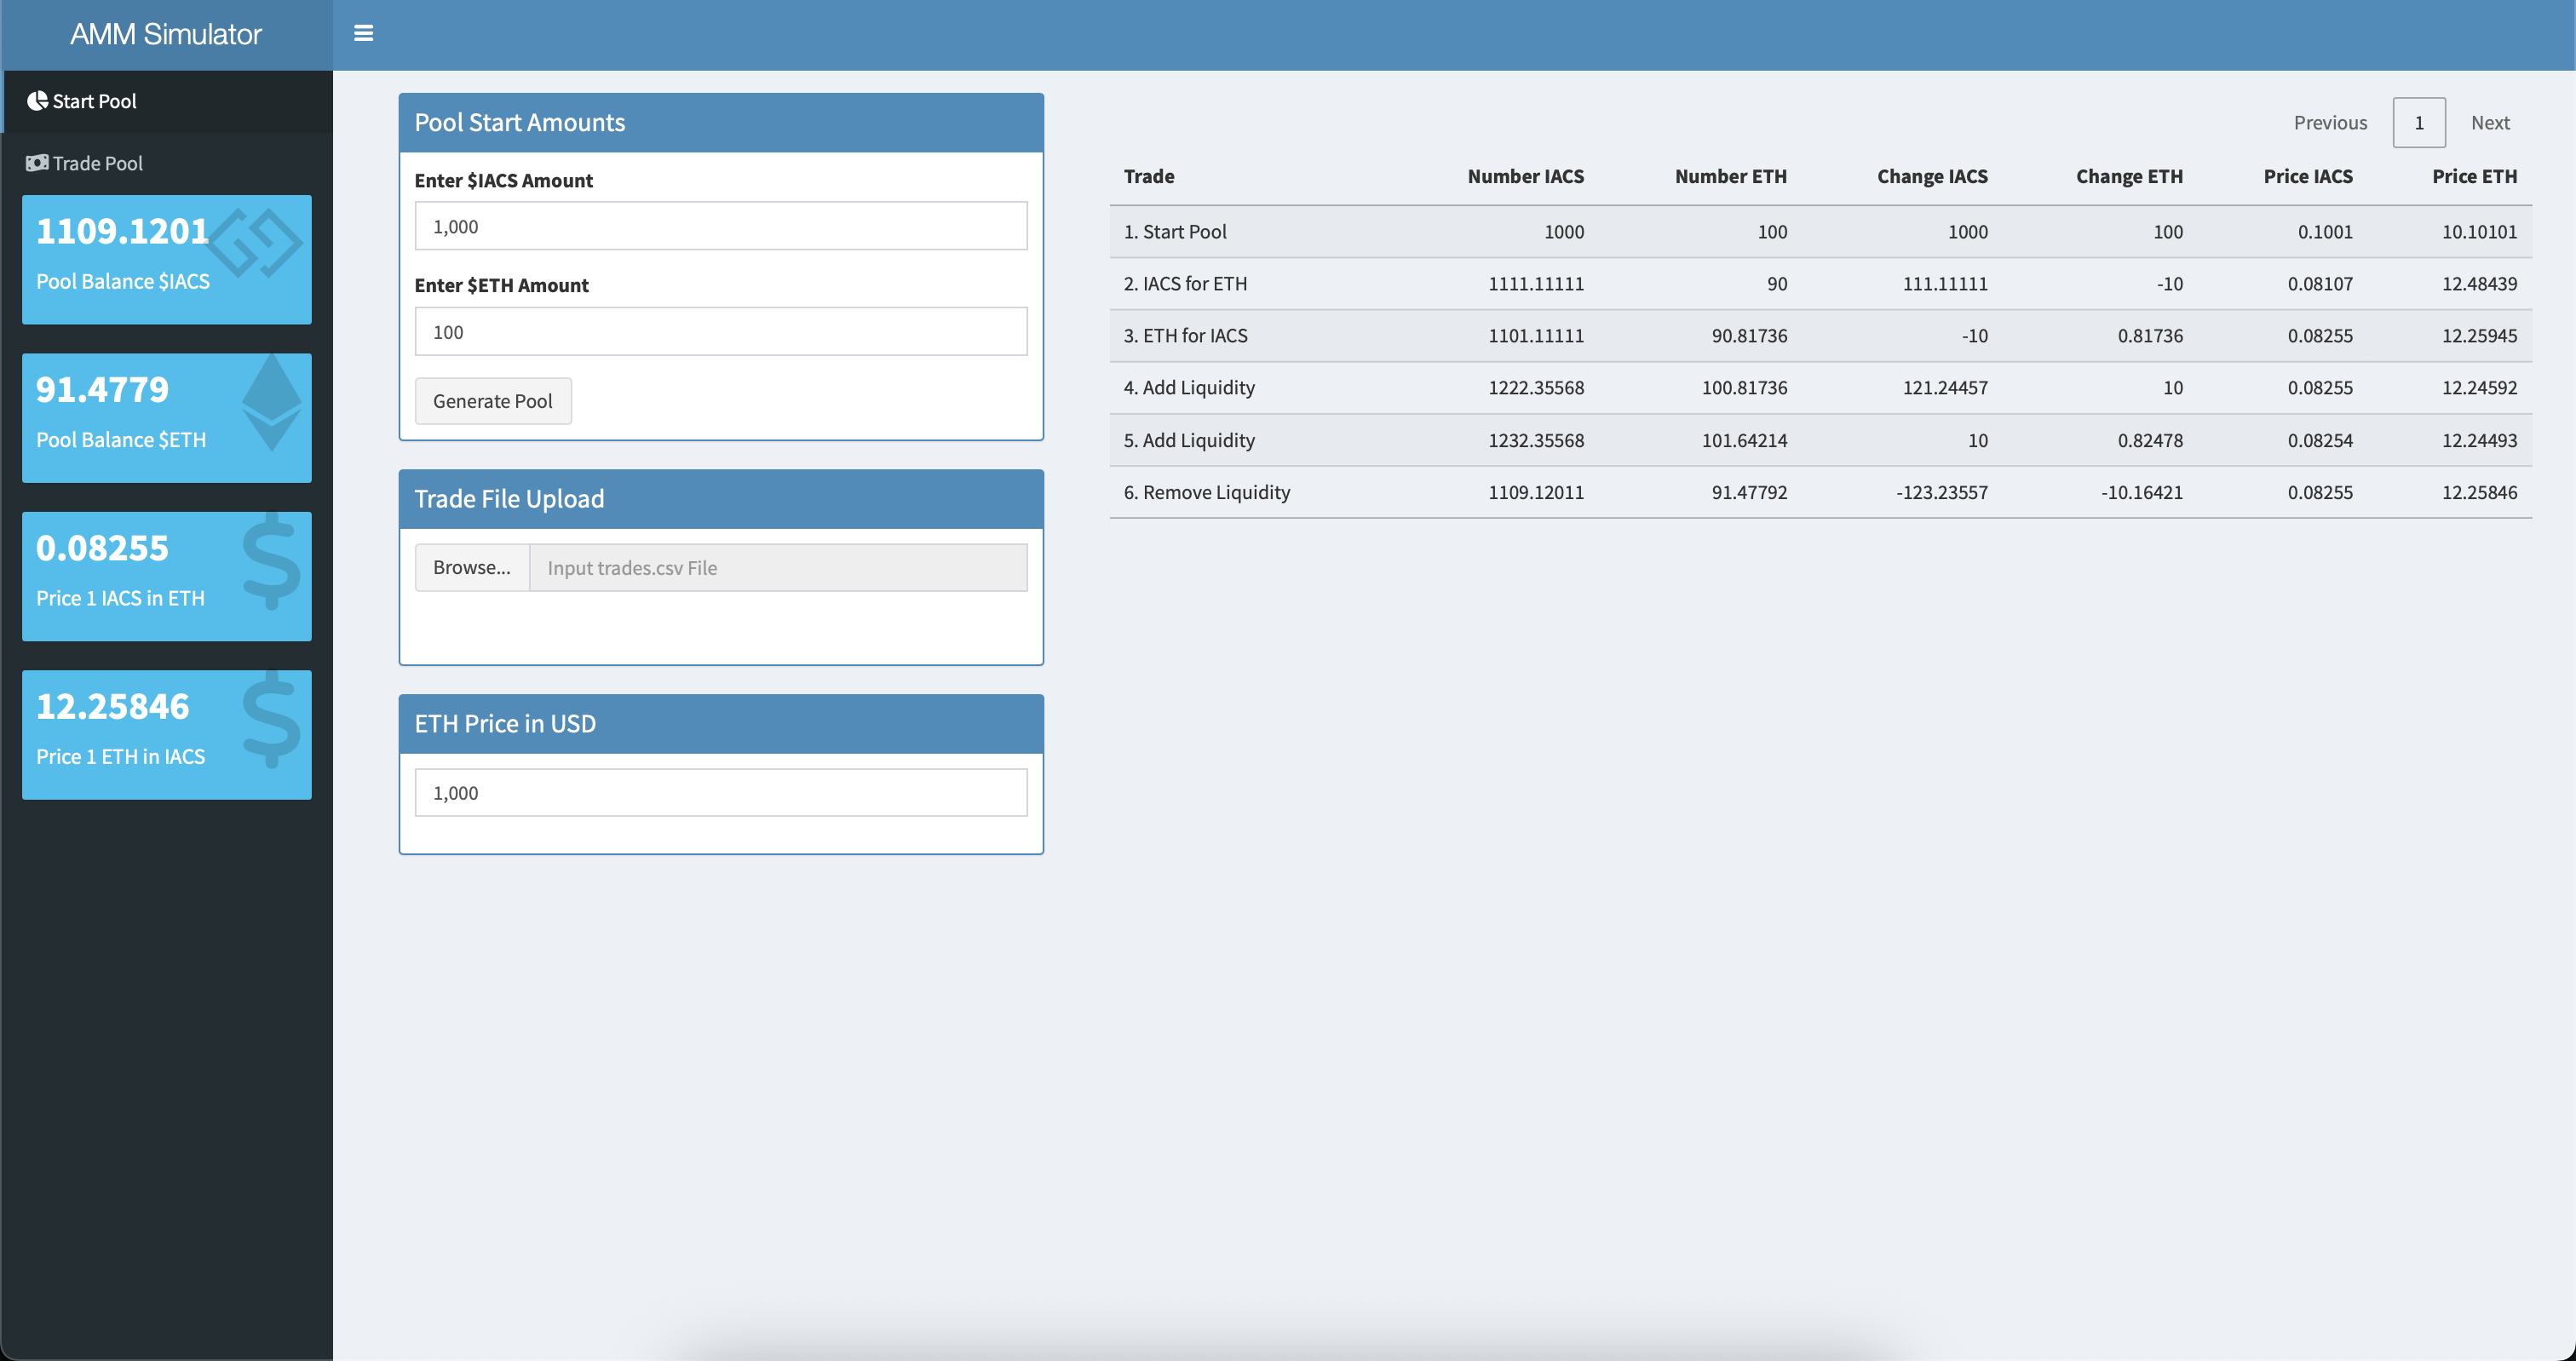 AMM Simulator
Start Pool
Trade Pool
1109.1201
Pool Balance $IACS
91.4779
Pool Balance $ETH
0.08255
Price 1 IACS in ETH
12.25846
Price 1 ETH in IACS
Pool Start Amounts
Enter $IACS Amount
1,000
Enter $ETH Amount
100
Generate Pool
Trade File Upload
Browse... Input trades.csv File
ETH Price in USD
1,000
Previous 1 Next
Trade Number IACS Number ETH Change IACS Change ETH Price IACS Price ETH
1. Start Pool 1000 100 1000 100 0.1001 10.10101
2. IACS for ETH 1111.11111 90 111.11111 -10 0.08107 12.48439
3. ETH for IACS 1101.11111 90.81736 -10 0.81736 0.08255 12.25945
4. Add Liquidity 1222.35568 100.81736 121.24457 10 0.08255 12.24592
5. Add Liquidity 1232.35568 101.64214 10 0.82478 0.08254 12.24493
6. Remove Liquidity 1109.12011 91.47792 -123.23557 -10.16421 0.08255 12.25846